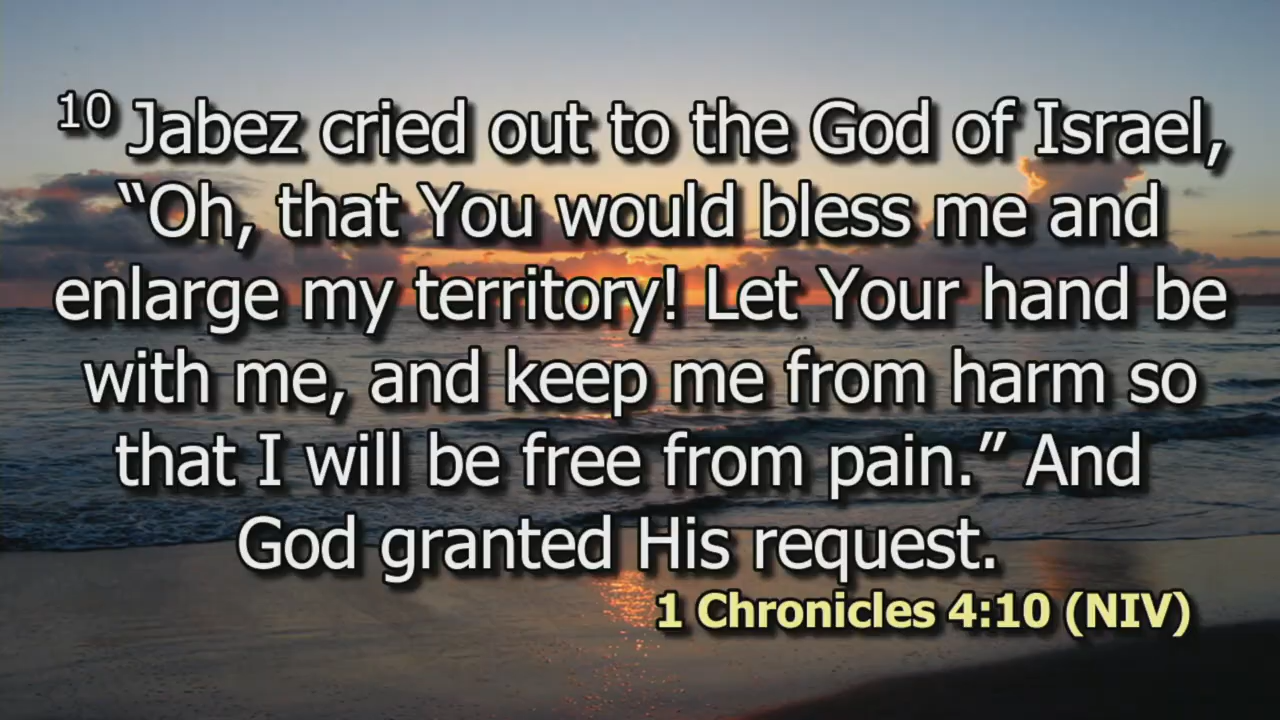 10 Jabez cried out to the God of Israel,
“Oh, that You would bless me and
enlarge my territory! Let Your hand be
with me, and keep me from harm so
that I will be free from pain.” And
God granted His request.
1 Chronicles 4:10 (NIV)